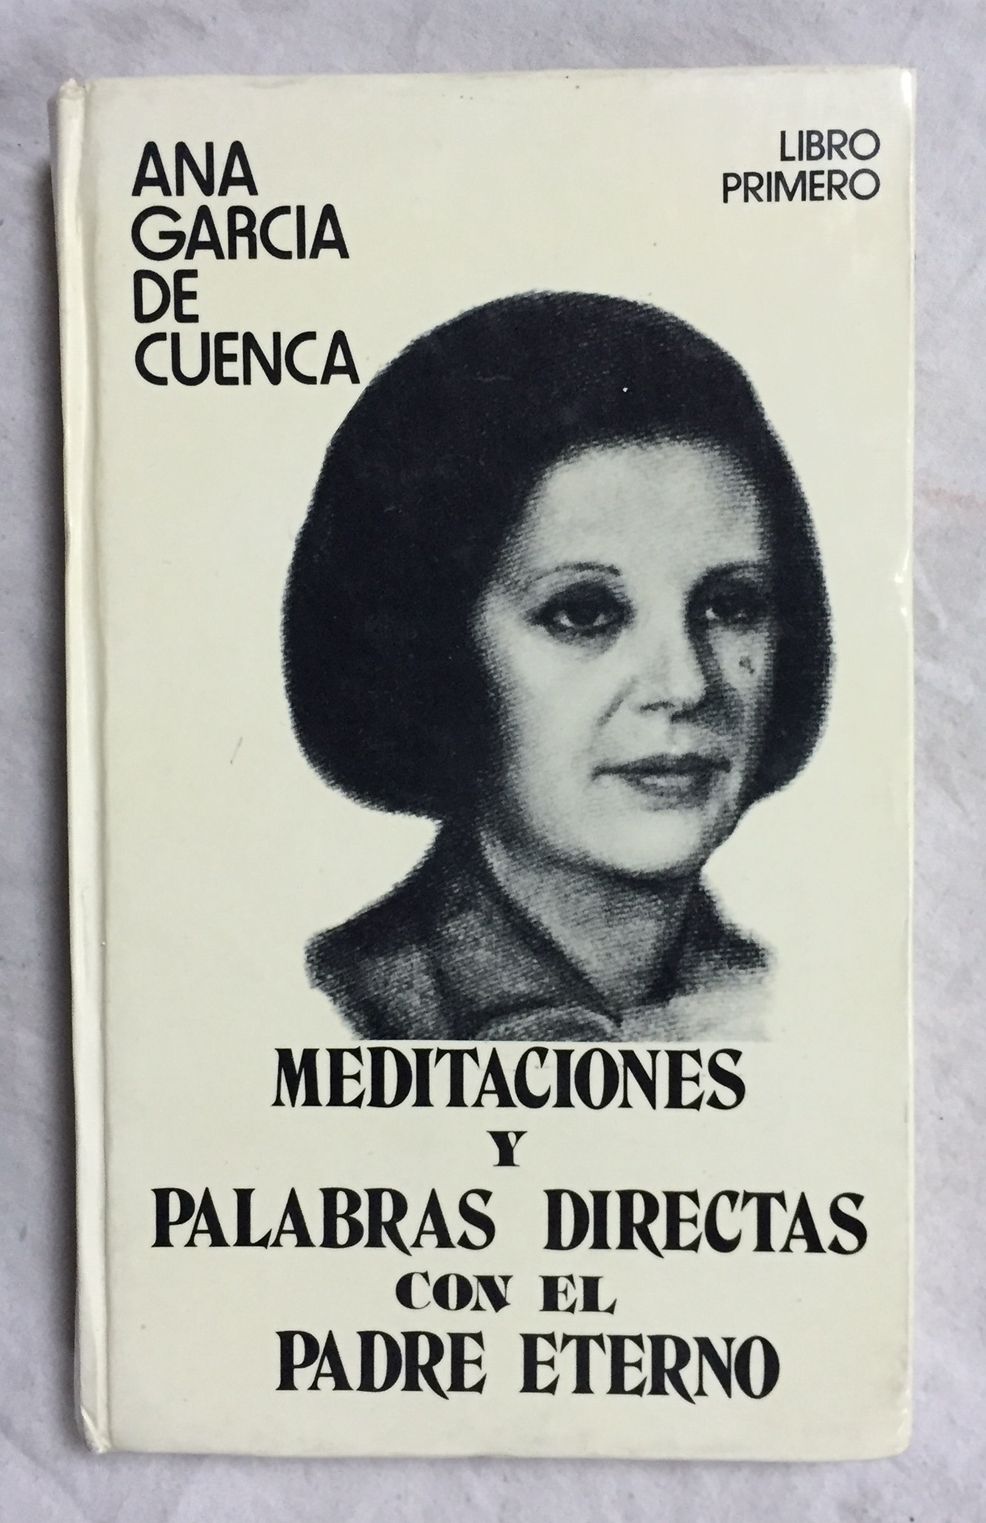 ANA
GARCIA
DE
CUENCA
LIBRO
PRIMERO
MEDITACIONES
Y
PALABRAS DIRECTAS
CON EL
PADRE ETERNO